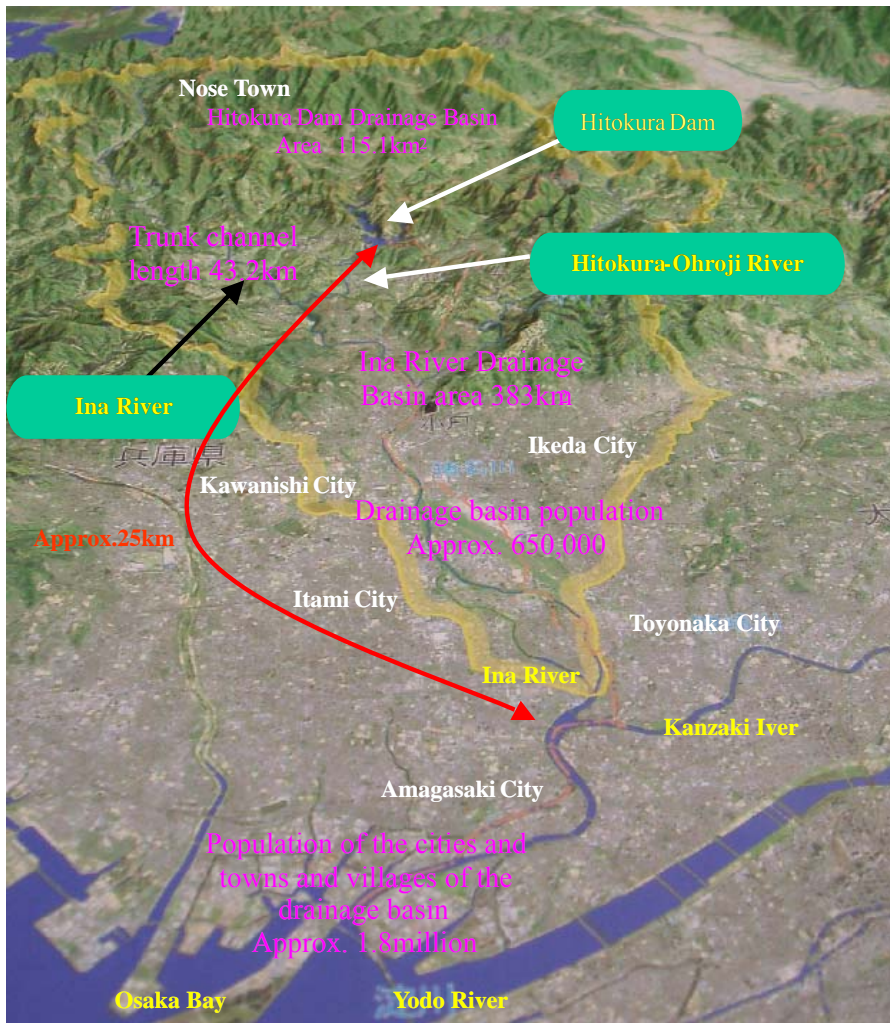 Nose Town
Hitokura Dam Drainage Basin
Area 115.1km²
Hitokura Dam
Trunk channel
length 43.2km
Hitokura-Ohroji River
Ina River Drainage
Basin area 383km
Ina River
兵庫県
Ikeda City
Kawanishi City
Drainage basin population
Approx. 650,000
Approx.25km
Itami City
Toyonaka City
Ina River
Kanzaki Iver
Amagasaki City
Population of the cities and
towns and villages of the
drainage basin
Approx. 1.8million
Osaka Bay
Yodo River